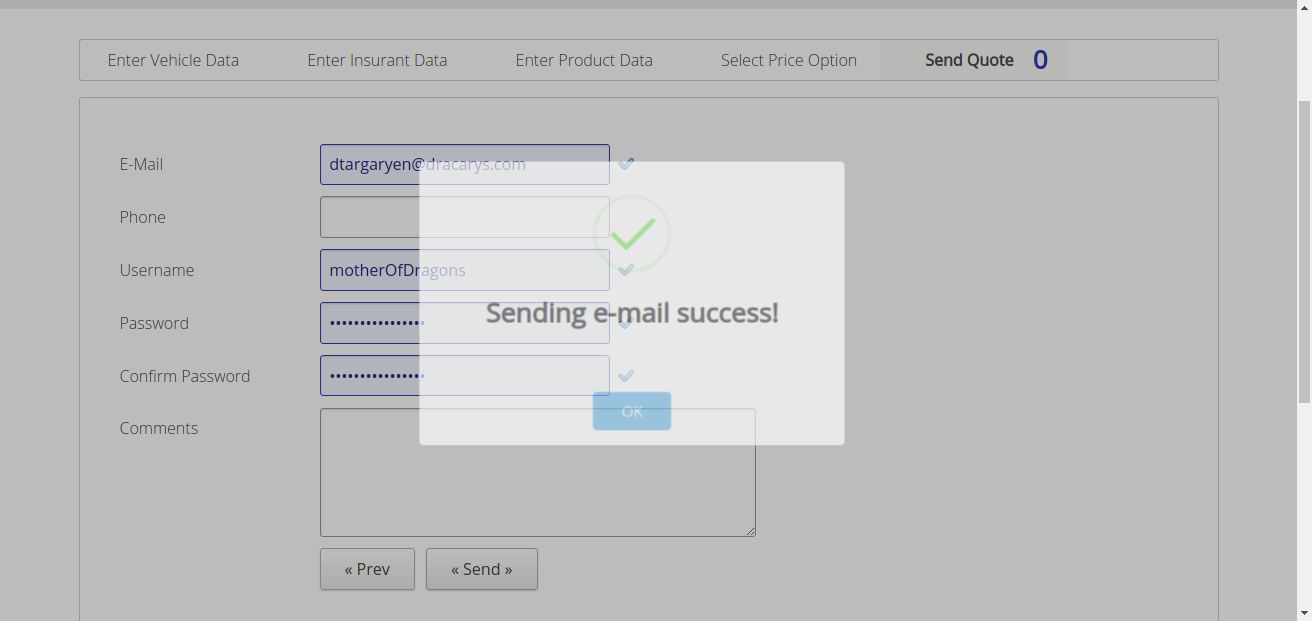 Enter Vehicle Data Enter Insurant Data Enter Product Data Select Price Option Send Quote 0
E-Mail dtargaryen@dracarys.com
Phone
Username motherOfDragons
Sending e-mail success!
Password ••••••••••••••••
Confirm Password ••••••••••••••••
OK
Comments
« Prev « Send »